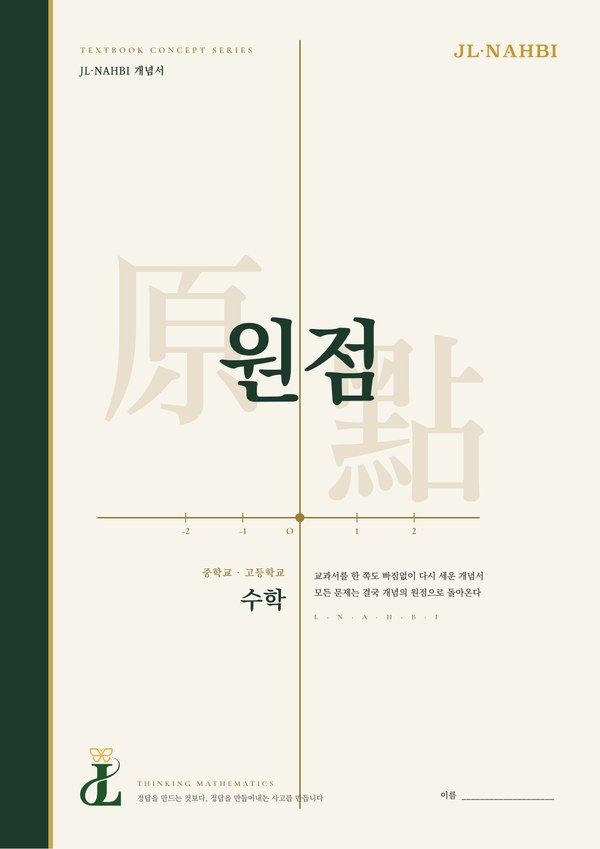 TEXTBOOK CONCEPT SERIES
JL·NAHBI
JL·NAHBI 개념서
原點
원점
-2 -1 O 1 2
중학교 · 고등학교
수학
교과서를 한 쪽도 빠짐없이 다시 세운 개념서
모든 문제는 결국 개념의 원점으로 돌아온다
L · N · A · H · B · I
JL
THINKING MATHEMATICS
정답을 만드는 것보다, 정답을 만들어내는 사고를 만듭니다
이름 ____________________